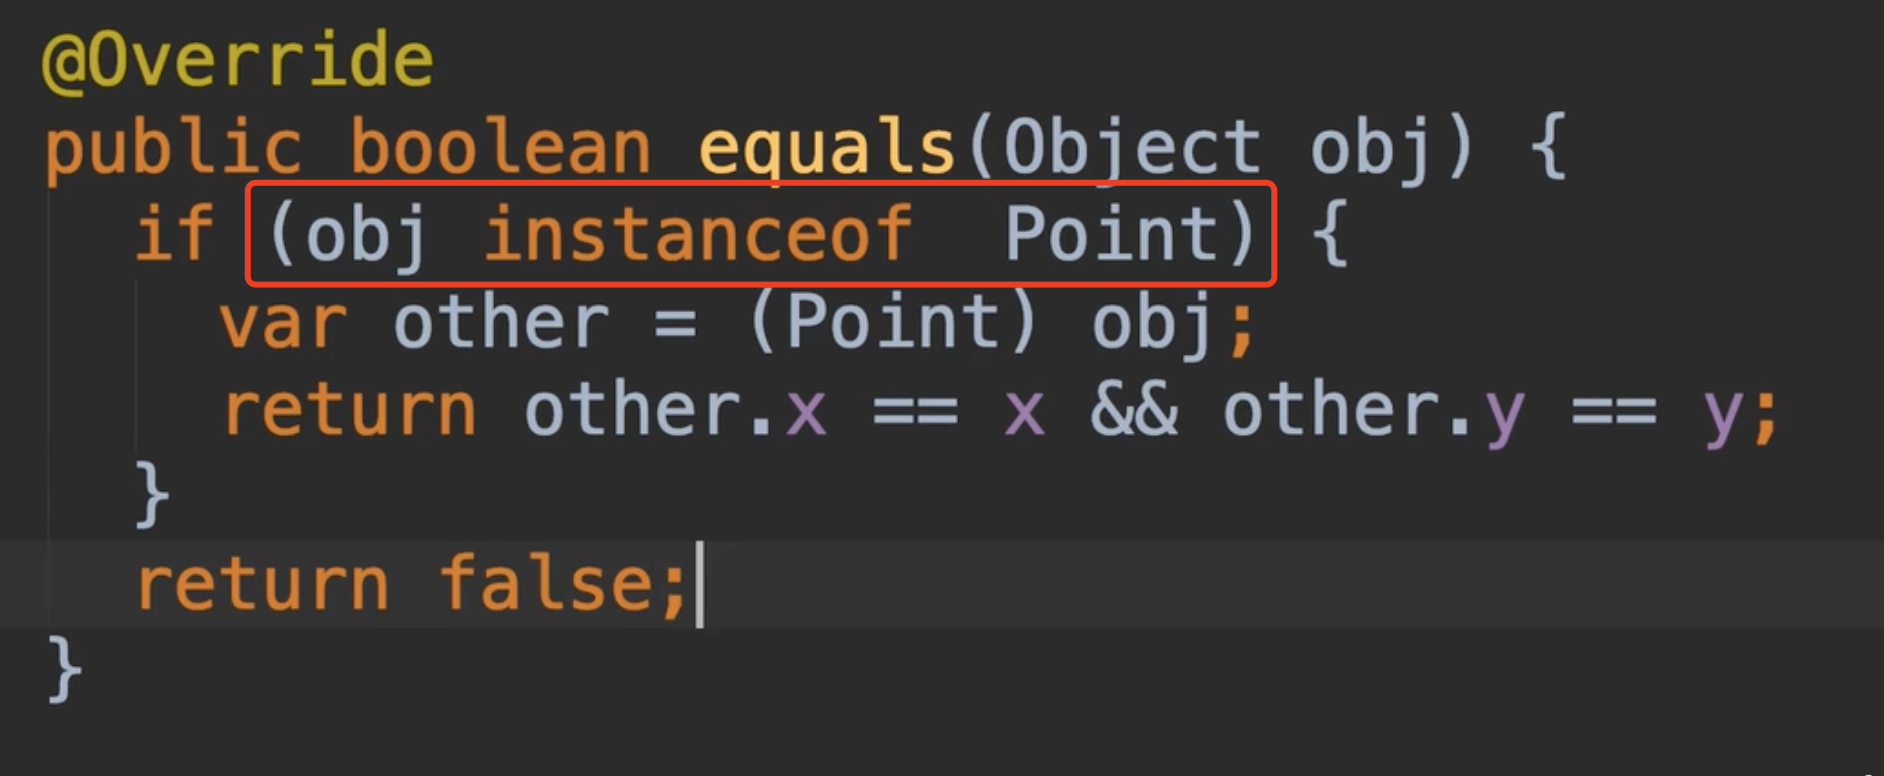 @Override
public boolean equals(Object obj) {
if (obj instanceof  Point) {
var other = (Point) obj;
return other.x == x && other.y == y;
}
return false;
}